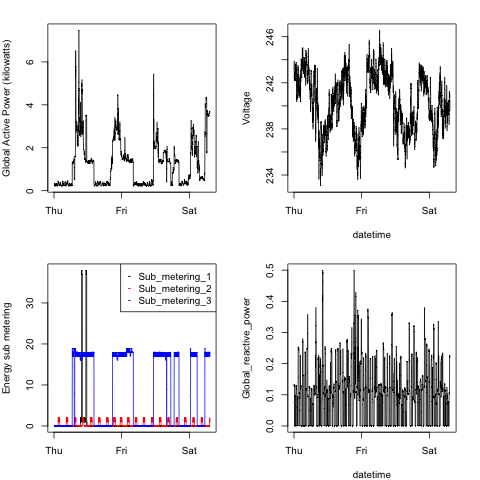 Global Active Power (kilowatts)
0 2 4 6
Thu Fri Sat
Voltage
234 238 242 246
Thu Fri Sat
datetime
Energy sub metering
0 10 20 30
Sub_metering_1
Sub_metering_2
Sub_metering_3
Thu Fri Sat
Global_reactive_power
0.0 0.1 0.2 0.3 0.4 0.5
Thu Fri Sat
datetime